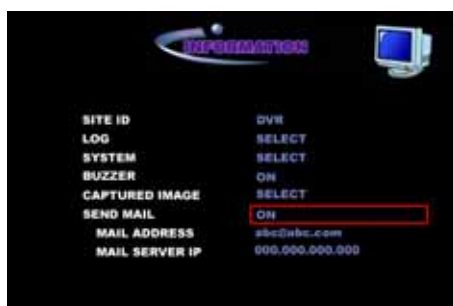 INFORMATION
SITE ID DVR
LOG SELECT
SYSTEM SELECT
BUZZER ON
CAPTURED IMAGE SELECT
SEND MAIL ON
MAIL ADDRESS abc@abc.com
MAIL SERVER IP 000.000.000.000